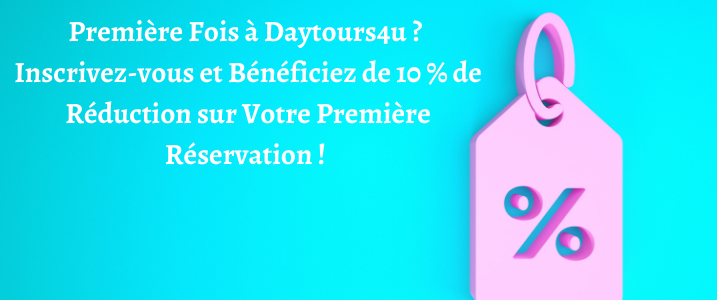 Première Fois à Daytours4u ?
Inscrivez-vous et Bénéficiez de 10 % de
Réduction sur Votre Première
Réservation !
%